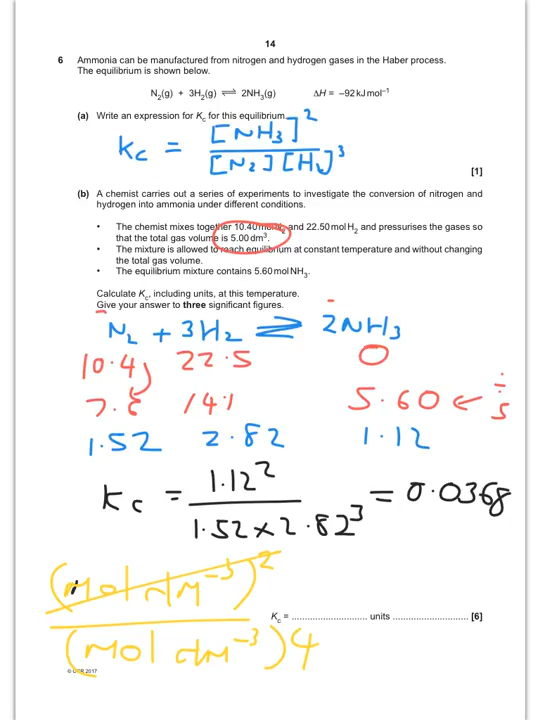 14
6 Ammonia can be manufactured from nitrogen and hydrogen gases in the Haber process.
The equilibrium is shown below.
N₂(g) + 3H₂(g) ⇌ 2NH₃(g) ΔH = –92 kJ mol⁻¹
(a) Write an expression for Kc for this equilibrium.
Kc = [NH₃]² / [N₂][H₂]³
[1]
(b) A chemist carries out a series of experiments to investigate the conversion of nitrogen and
hydrogen into ammonia under different conditions.
• The chemist mixes together 10.40 mol N₂ and 22.50 mol H₂ and pressurises the gases so
that the total gas volume is 5.00 dm³.
• The mixture is allowed to reach equilibrium at constant temperature and without changing
the total gas volume.
• The equilibrium mixture contains 5.60 mol NH₃.
Calculate Kc, including units, at this temperature.
Give your answer to three significant figures.
N₂ + 3H₂ ⇌ 2NH₃
10.4 22.5 0
7.6 14.1 5.60 ← ÷5
1.52 2.82 1.12
Kc = 1.12² / 1.52 × 2.82³ = 0.0368
(mol dm⁻³)²
Kc = .......................... units .......................... [6]
(mol dm⁻³)4
© OCR 2017